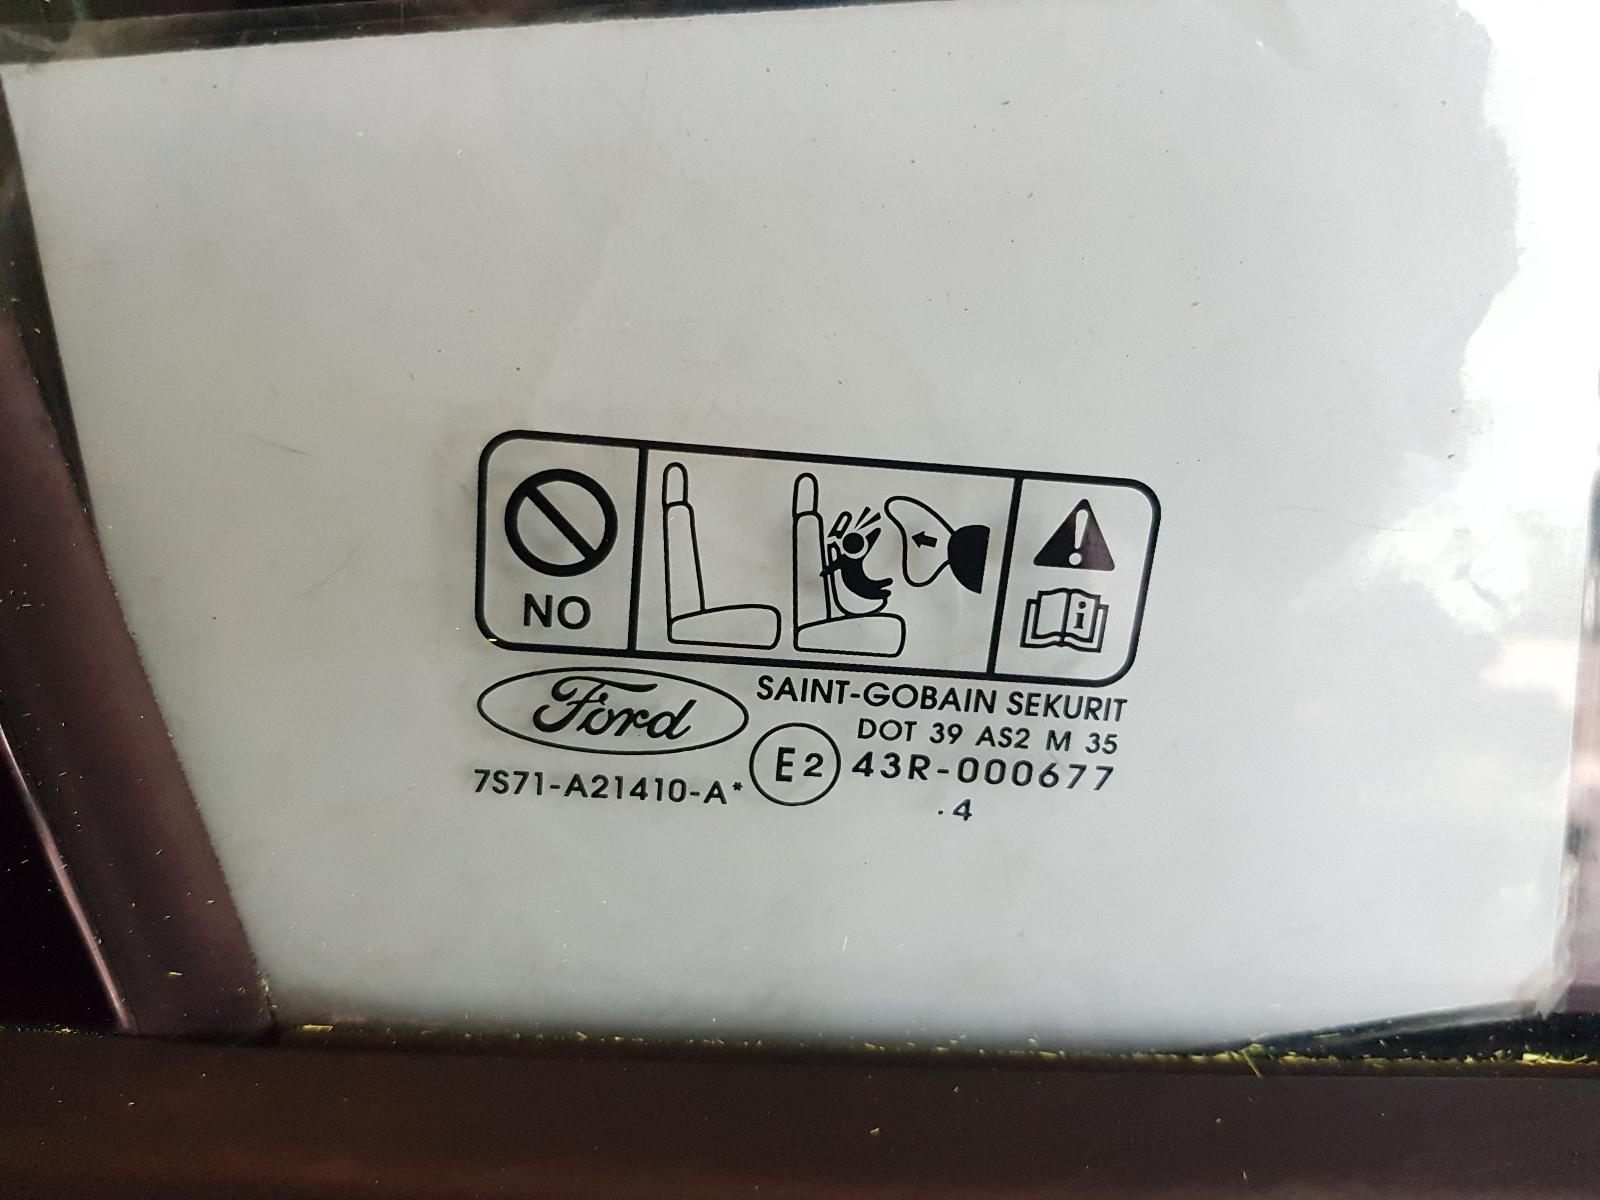 NO
i
Ford
SAINT-GOBAIN SEKURIT
DOT 39 AS2 M 35
E2 43R-000677
7S71-A21410-A*
.4